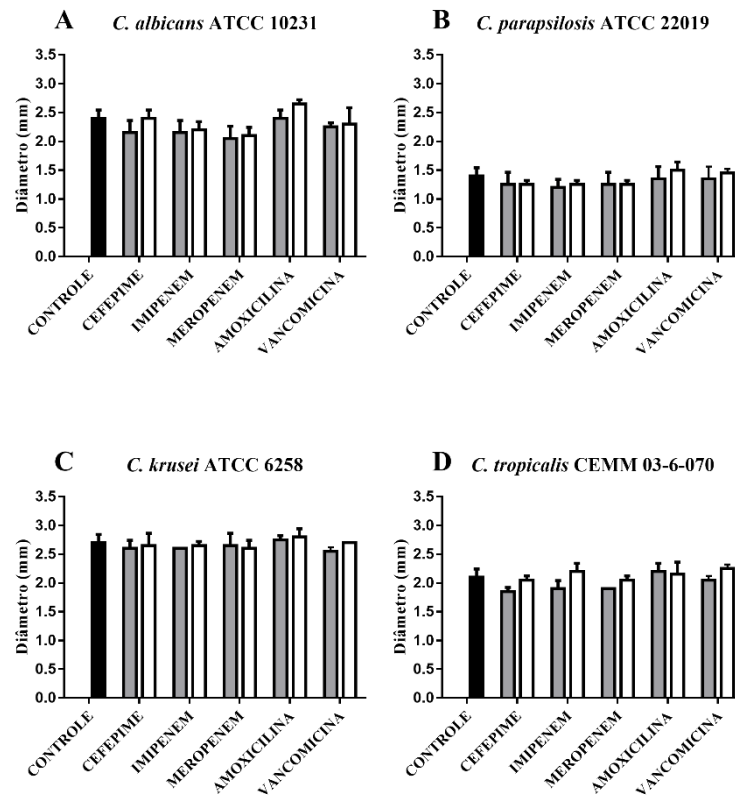 A C. albicans ATCC 10231
Diâmetro (mm)
3.5
3.0
2.5
2.0
1.5
1.0
0.5
0.0
CONTROLE
CEFEPIME
IMIPENEM
MEROPENEM
AMOXICILINA
VANCOMICINA
B C. parapsilosis ATCC 22019
Diâmetro (mm)
3.5
3.0
2.5
2.0
1.5
1.0
0.5
0.0
CONTROLE
CEFEPIME
IMIPENEM
MEROPENEM
AMOXICILINA
VANCOMICINA
C C. krusei ATCC 6258
Diâmetro (mm)
3.5
3.0
2.5
2.0
1.5
1.0
0.5
0.0
CONTROLE
CEFEPIME
IMIPENEM
MEROPENEM
AMOXICILINA
VANCOMICINA
D C. tropicalis CEMM 03-6-070
Diâmetro (mm)
3.5
3.0
2.5
2.0
1.5
1.0
0.5
0.0
CONTROLE
CEFEPIME
IMIPENEM
MEROPENEM
AMOXICILINA
VANCOMICINA